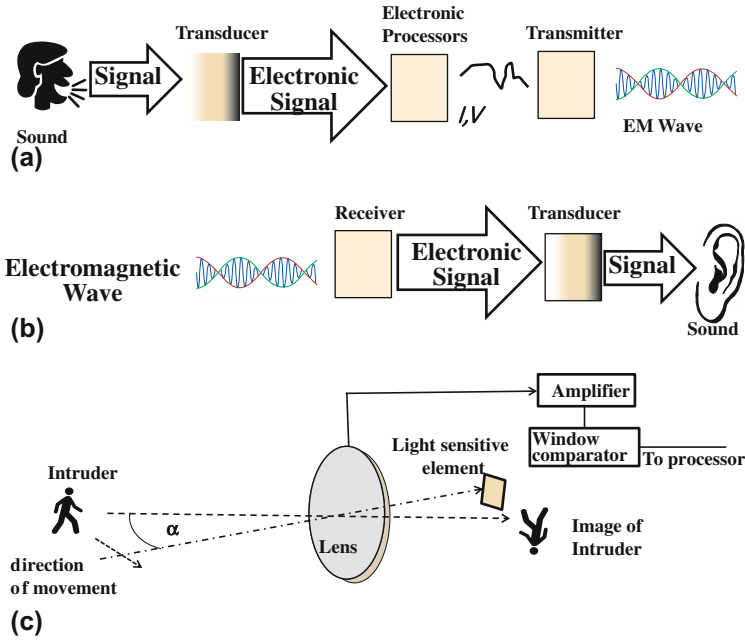 Sound
Signal
Transducer
Electronic
Signal
Electronic
Processors
I,V
Transmitter
EM Wave
(a)
Electromagnetic
Wave
Receiver
Electronic
Signal
Transducer
Signal
Sound
(b)
Intruder
α
direction
of movement
Lens
Light sensitive
element
Amplifier
Window
comparator
To processor
Image of
Intruder
(c)